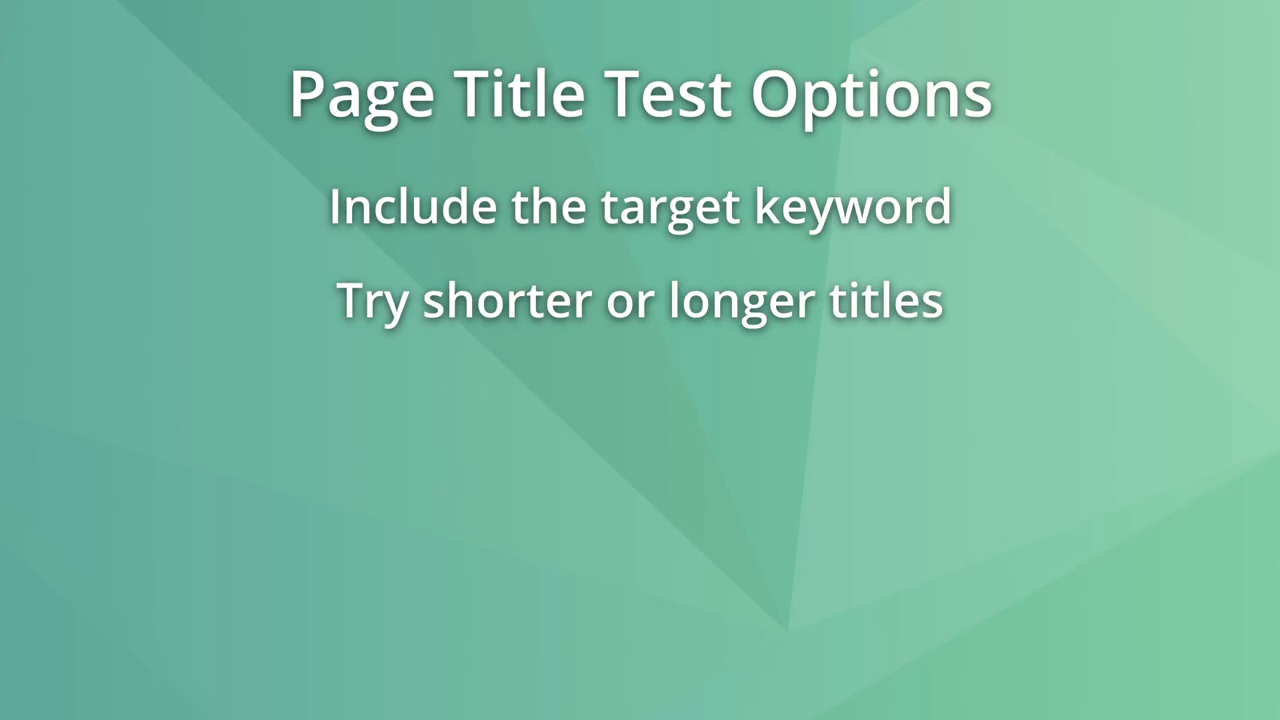 Page Title Test Options
Include the target keyword
Try shorter or longer titles